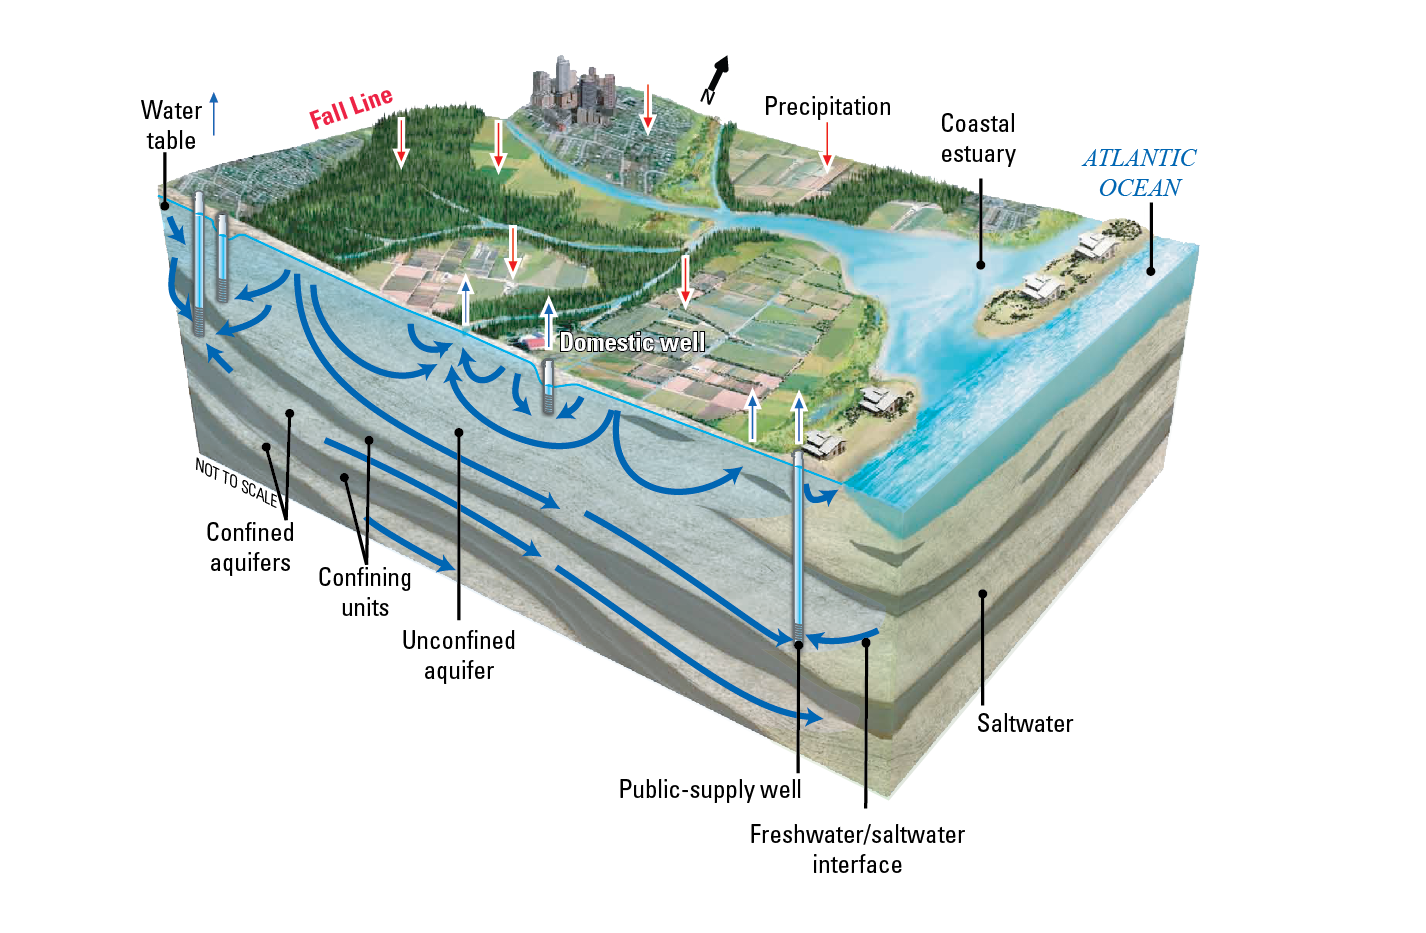 Water
table
Fall Line
N
Precipitation
Coastal
estuary
ATLANTIC
OCEAN
Domestic well
NOT TO SCALE
Confined
aquifers
Confining
units
Unconfined
aquifer
Saltwater
Public-supply well
Freshwater/saltwater
interface